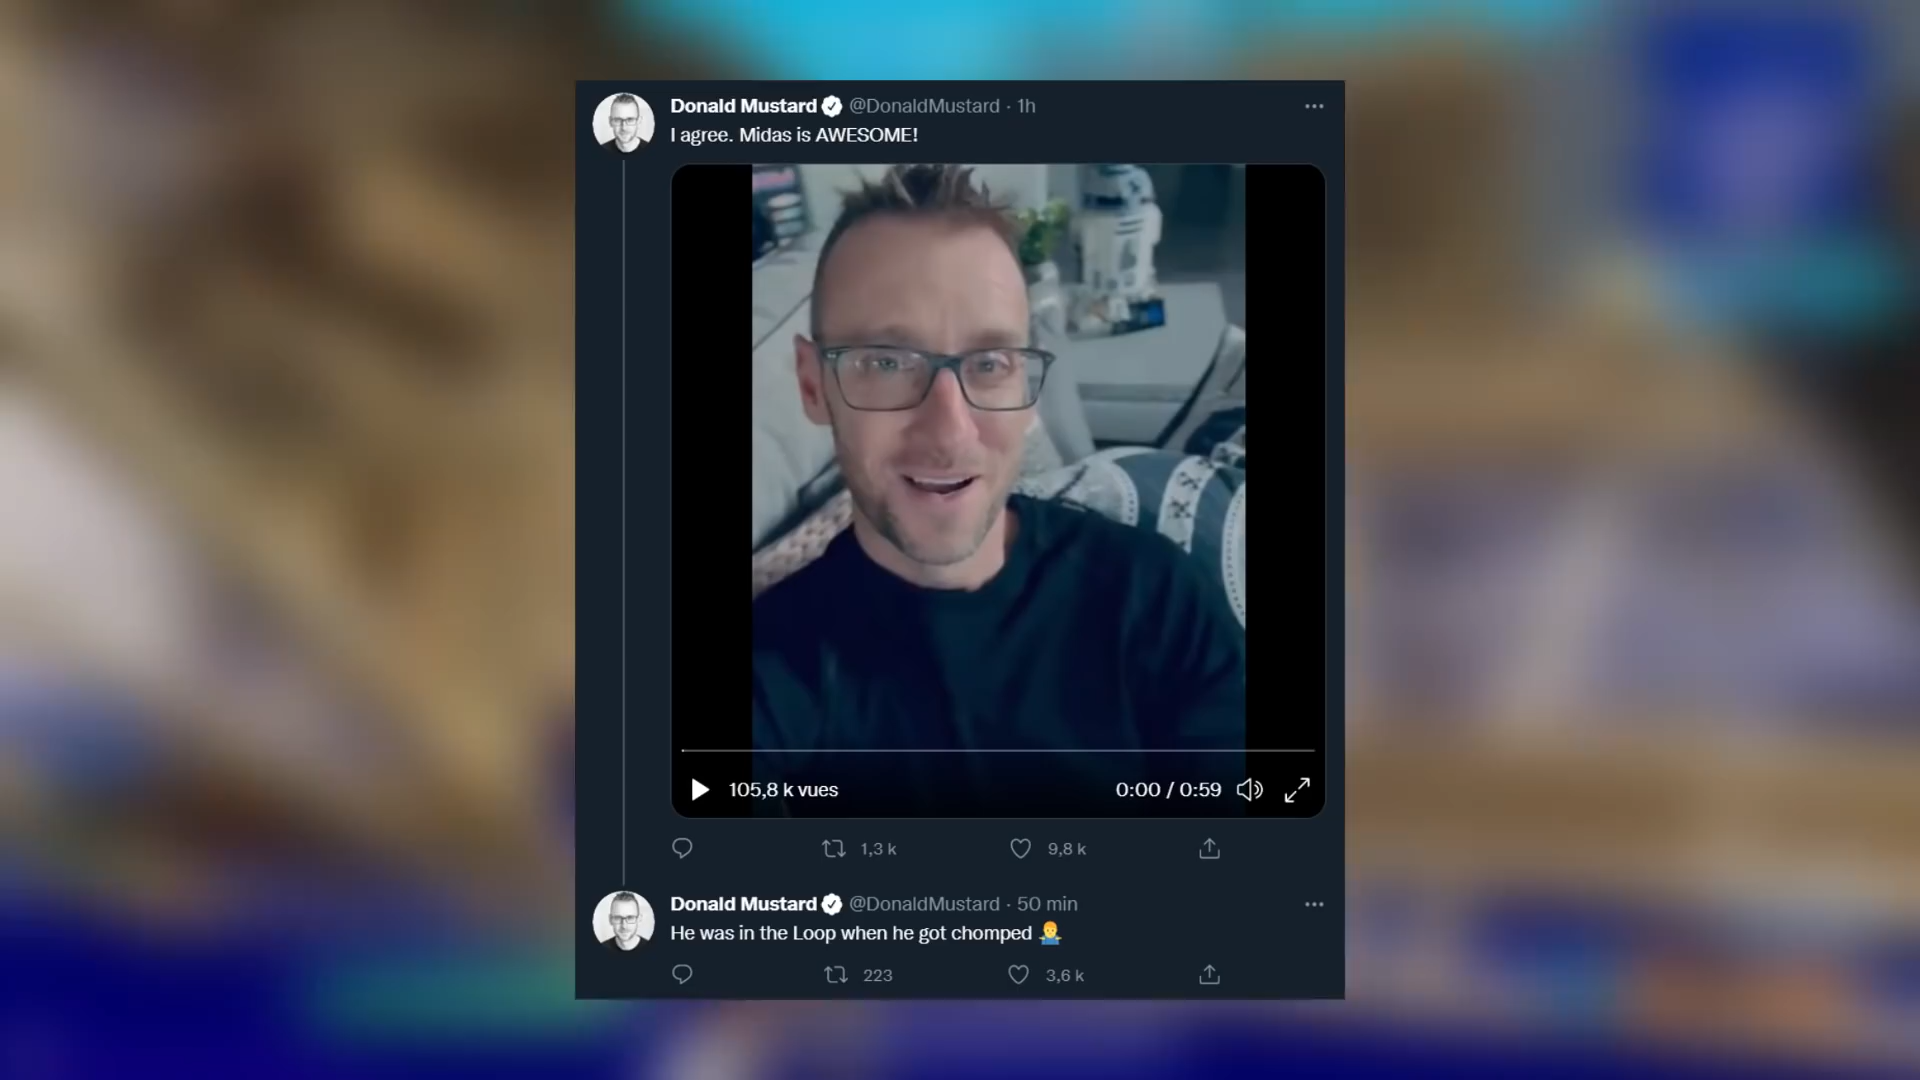 Donald Mustard @DonaldMustard · 1h
I agree. Midas is AWESOME!
105,8 k vues
0:00 / 0:59
1,3 k
9,8 k
Donald Mustard @DonaldMustard · 50 min
He was in the Loop when he got chomped 🤷‍♂️
223
3,6 k